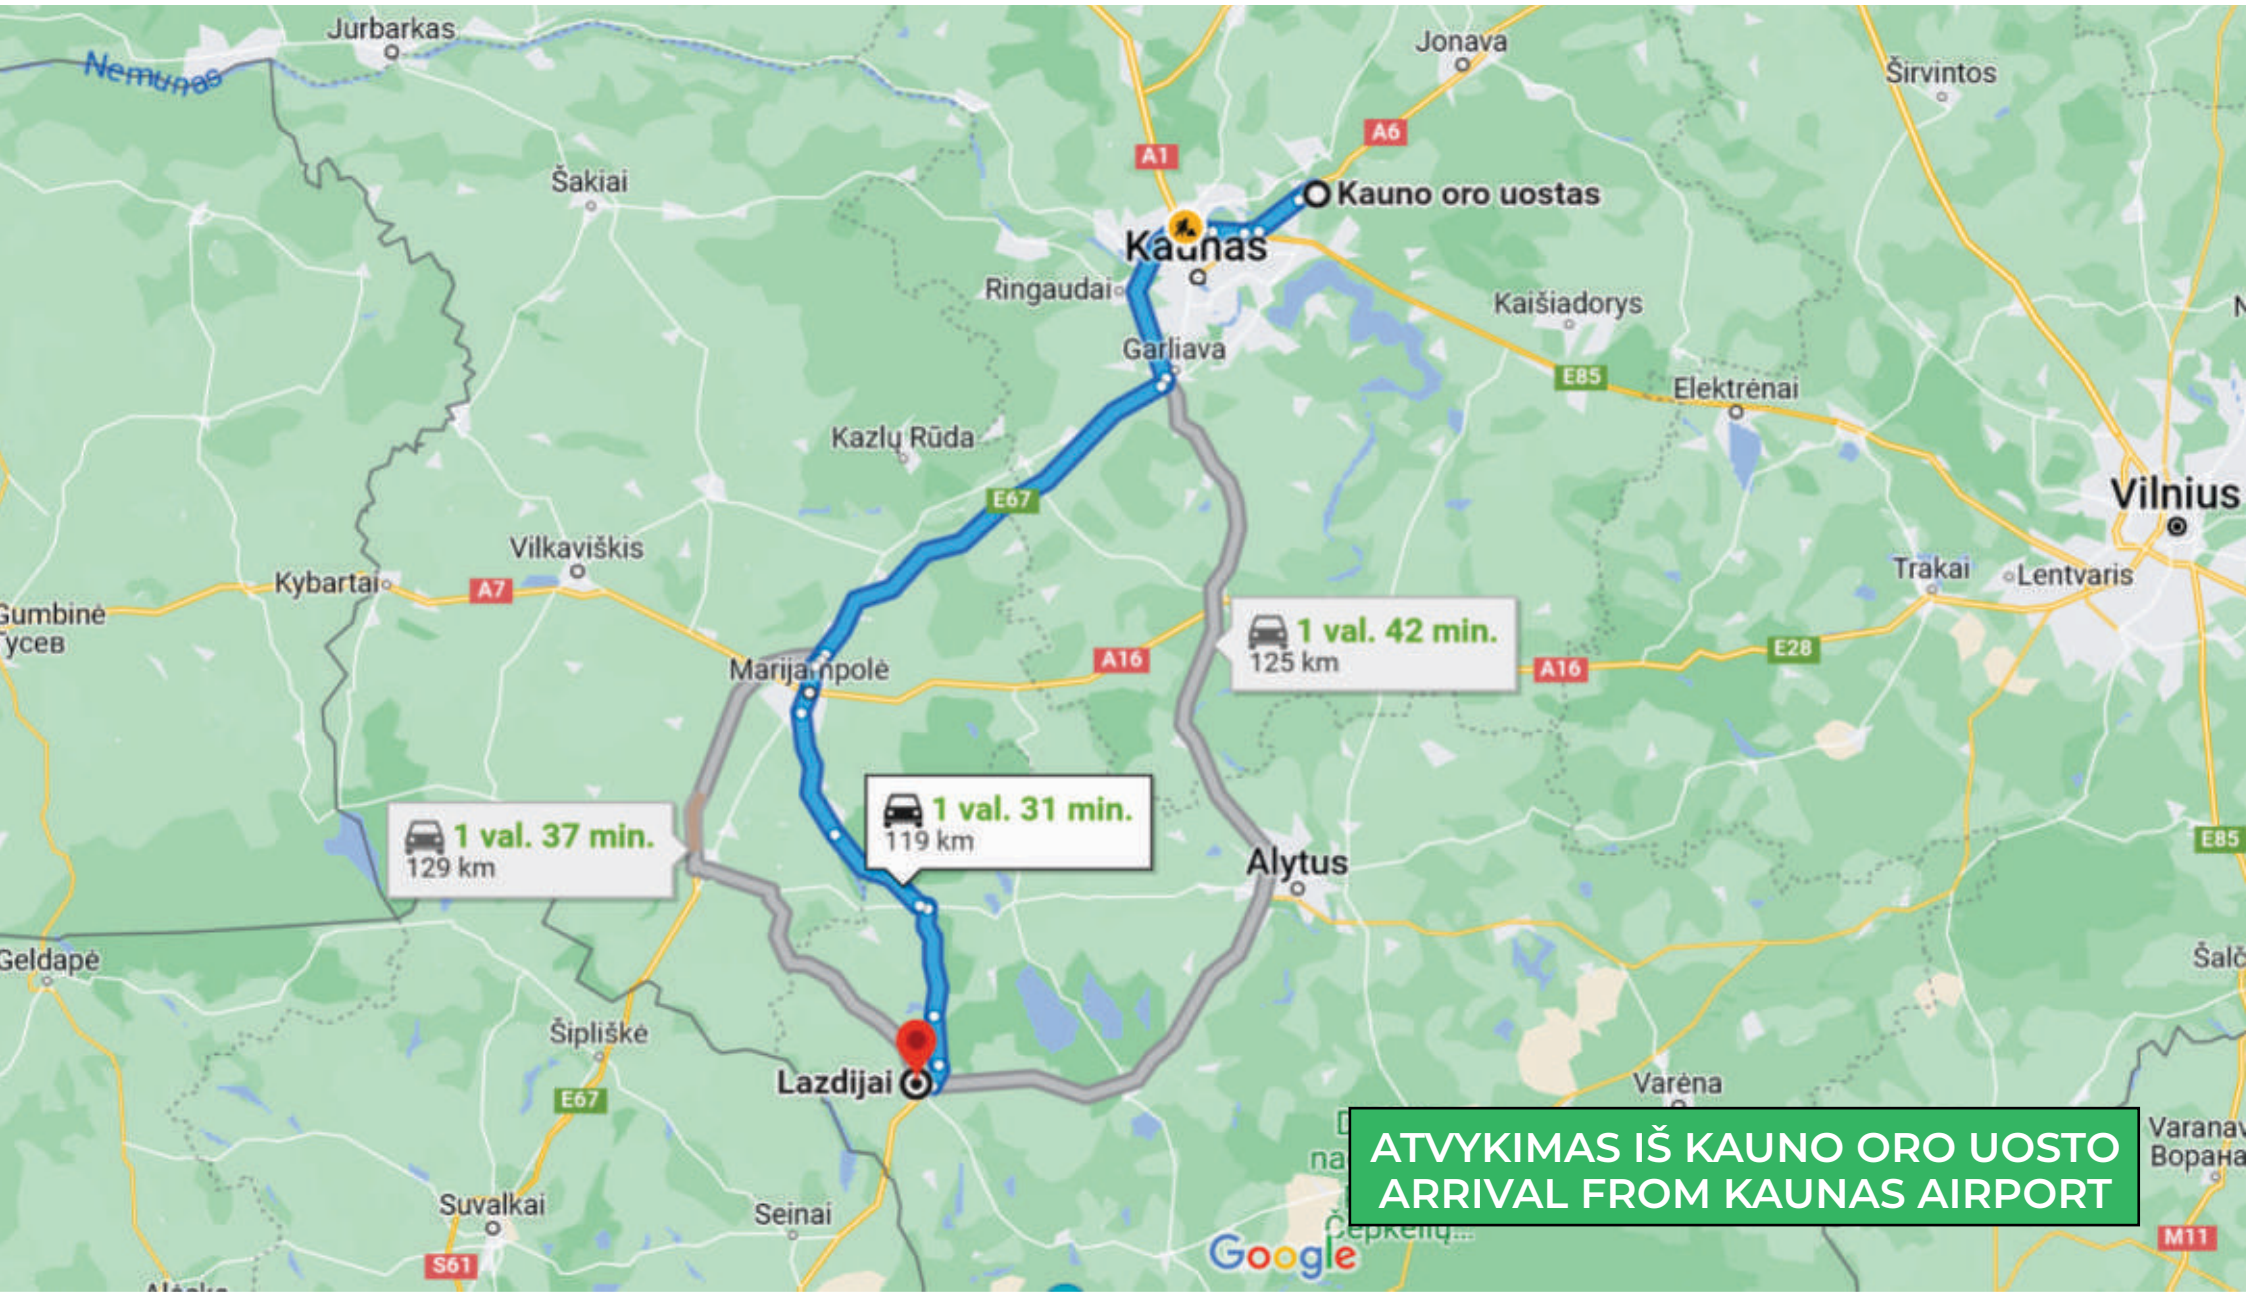 Jurbarkas
Jonava
Širvintos
Nemunas
A6
A1
Šakiai
Kauno oro uostas
Kaunas
Ringaudai
Kaišiadorys
Garliava
E85
Elektrėnai
Kazlų Rūda
E67
Vilnius
Vilkaviškis
Kybartai
A7
Trakai
Lentvaris
Gumbinė
Гусев
1 val. 42 min.
125 km
E28
A16
A16
Marijampolė
1 val. 31 min.
119 km
1 val. 37 min.
129 km
E85
Alytus
Geldapė
Šalč
Šipliškė
Lazdijai
Varėna
E67
ATVYKIMAS IŠ KAUNO ORO UOSTO
ARRIVAL FROM KAUNAS AIRPORT
Varanav
Ворана
Suvalkai
Seinai
Čepkelių...
Google
M11
S61